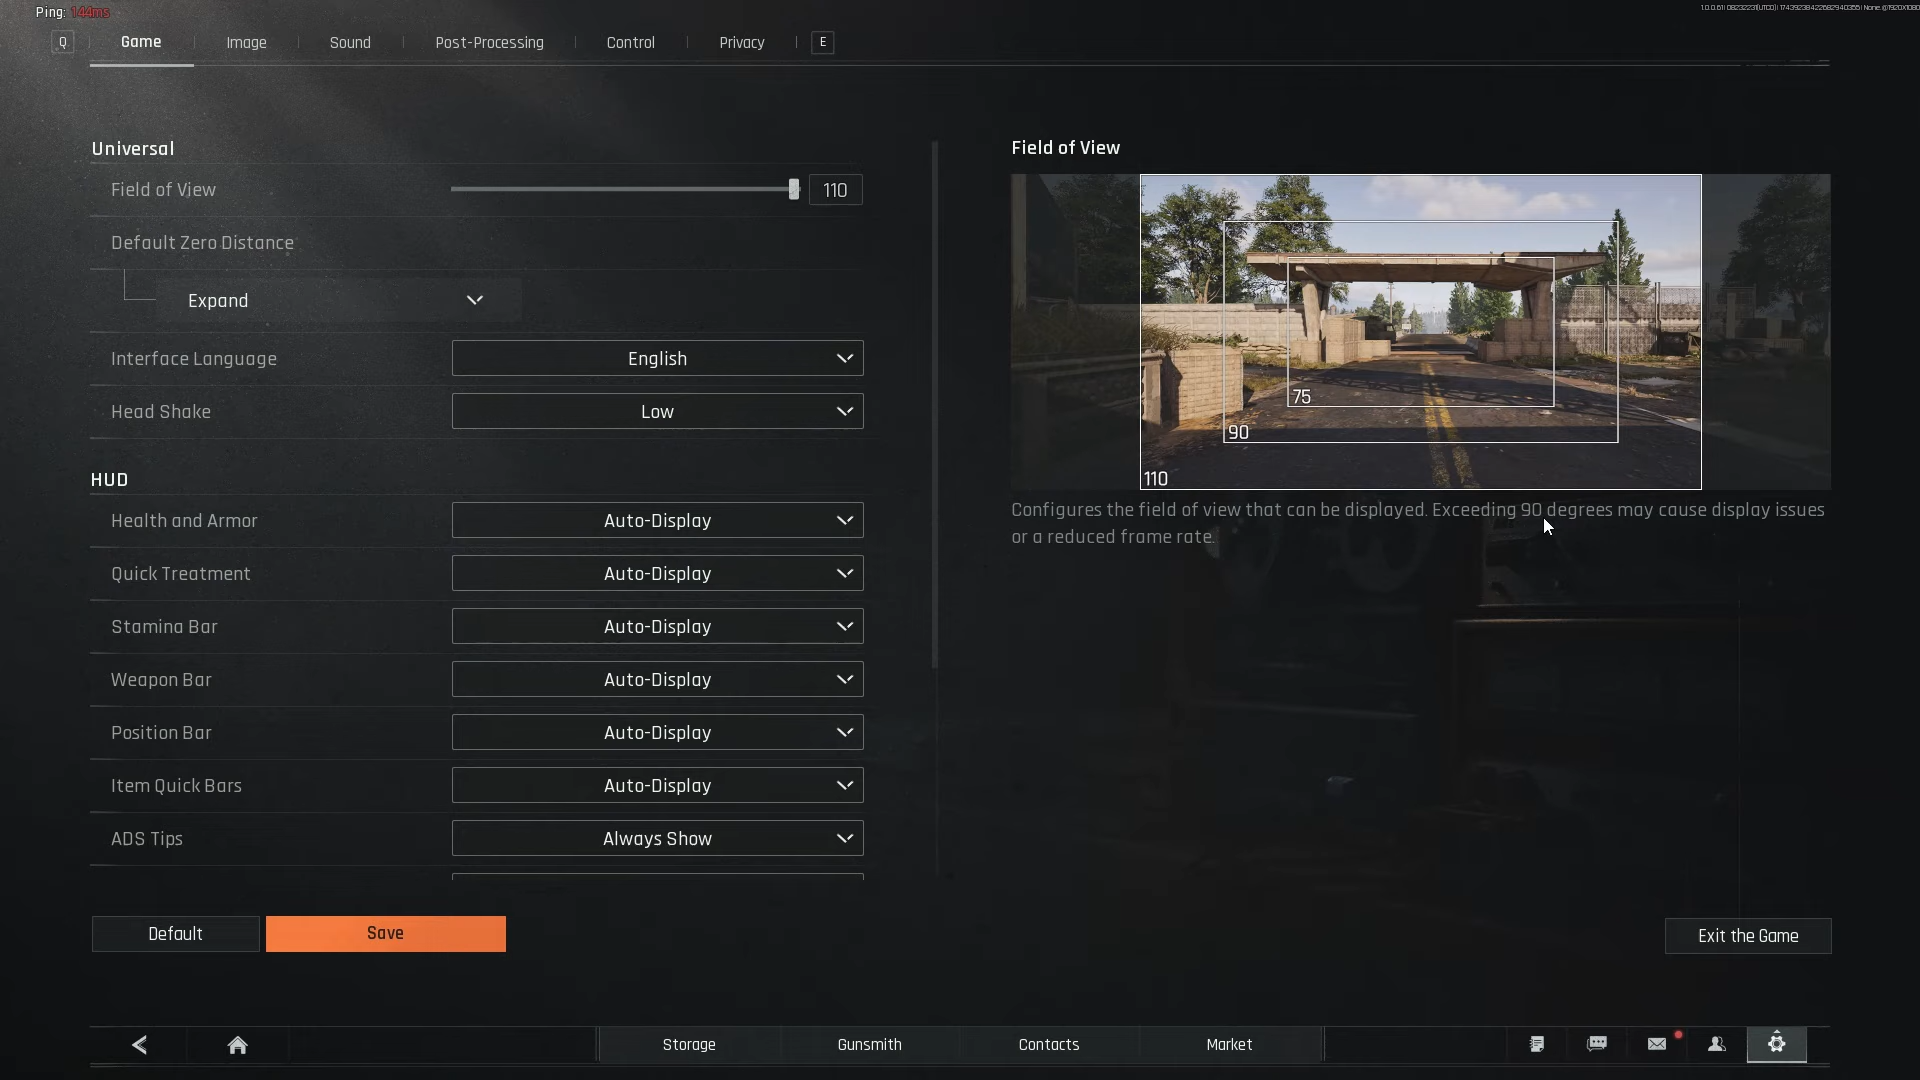 Ping: 144ms
Q
Game
Image
Sound
Post-Processing
Control
Privacy
E
Universal
Field of View
110
Default Zero Distance
Expand
Interface Language
English
Head Shake
Low
HUD
Health and Armor
Auto-Display
Quick Treatment
Auto-Display
Stamina Bar
Auto-Display
Weapon Bar
Auto-Display
Position Bar
Auto-Display
Item Quick Bars
Auto-Display
ADS Tips
Always Show
Field of View
75
90
110
Configures the field of view that can be displayed. Exceeding 90 degrees may cause display issues
or a reduced frame rate.
Default
Save
Exit the Game
Storage
Gunsmith
Contacts
Market